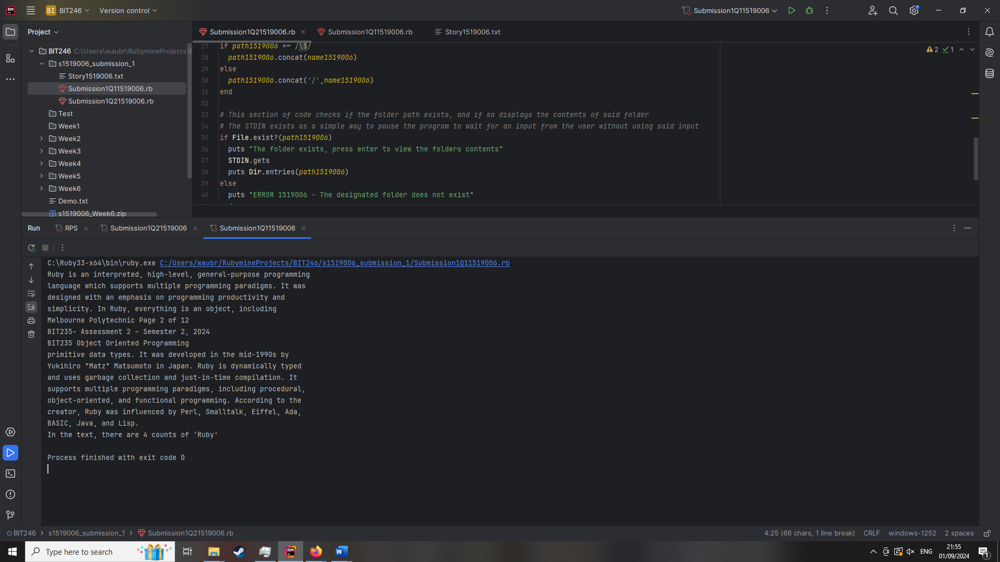 BI BIT246 Version control Submission1Q11519006
Project
BIT246 C:\Users\waubr\RubymineProjects\
s1519006_submission_1
Story1519006.txt
Submission1Q11519006.rb
Submission1Q21519006.rb
Test
Week1
Week2
Week3
Week4
Week5
Week6
Demo.txt
s1519006_Week6.zip
Submission1Q21519006.rb Submission1Q11519006.rb Story1519006.txt
2 1
27 if path1519006 =~ /\$/
28 path1519006.concat(name1519006)
29 else
30 path1519006.concat('/',name1519006)
31 end
32
33 # This section of code checks if the folder path exists, and if so displays the contents of said folder
34 # The STDIN exists as a simple way to pause the program to wait for an input from the user without using said input
35 if File.exist?(path1519006)
36 puts "The folder exists, press enter to view the folders contents"
37 STDIN.gets
38 puts Dir.entries(path1519006)
39 else
40 puts "ERROR 1519006 - The designated folder does not exist"
Run RPS Submission1Q21519006 Submission1Q11519006
C:\Ruby33-x64\bin\ruby.exe C:/Users/waubr/RubymineProjects/BIT246/s1519006_submission_1/Submission1Q11519006.rb
Ruby is an interpreted, high-level, general-purpose programming
language which supports multiple programming paradigms. It was
designed with an emphasis on programming productivity and
simplicity. In Ruby, everything is an object, including
Melbourne Polytechnic Page 2 of 12
BIT235– Assessment 2 – Semester 2, 2024
BIT235 Object Oriented Programming
primitive data types. It was developed in the mid-1990s by
Yukihiro "Matz" Matsumoto in Japan. Ruby is dynamically typed
and uses garbage collection and just-in-time compilation. It
supports multiple programming paradigms, including procedural,
object-oriented, and functional programming. According to the
creator, Ruby was influenced by Perl, Smalltalk, Eiffel, Ada,
BASIC, Java, and Lisp.
In the text, there are 4 counts of 'Ruby'
Process finished with exit code 0
BIT246 > s1519006_submission_1 > Submission1Q21519006.rb 4:25 (66 chars, 1 line break) CRLF windows-1252 2 spaces
Type here to search ENG 21:55
01/09/2024 1